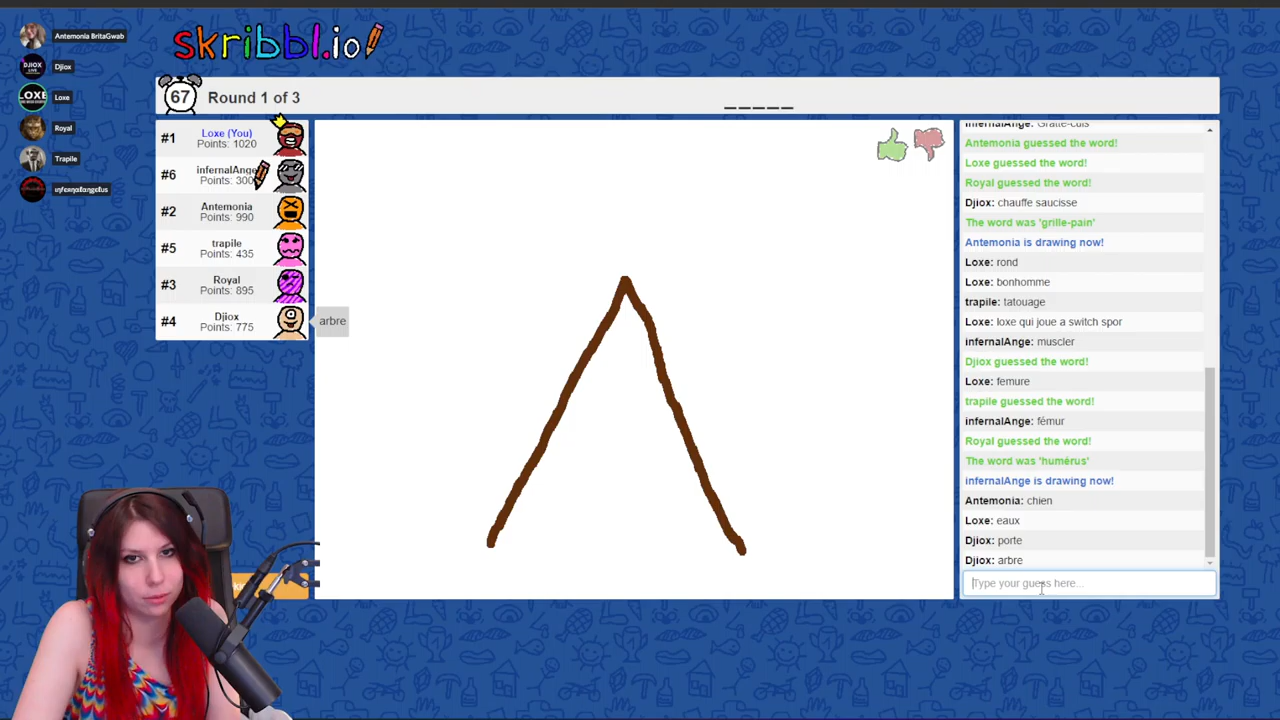 Antemonia BritaGwab
Djiox
Loxe
Royal
Trapile
infernalangelus
DJIOX
LIVE
LOXE
skribbl.io
67
Round 1 of 3
_ _ _ _ _
#1
Loxe (You)
Points: 1020
#6
infernalAnge
Points: 300
#2
Antemonia
Points: 990
#5
trapile
Points: 435
#3
Royal
Points: 895
#4
Djiox
Points: 775
arbre
infernalAnge: Gratte-culs
Antemonia guessed the word!
Loxe guessed the word!
Royal guessed the word!
Djiox: chauffe saucisse
The word was 'grille-pain'
Antemonia is drawing now!
Loxe: rond
Loxe: bonhomme
trapile: tatouage
Loxe: loxe qui joue a switch spor
infernalAnge: muscler
Djiox guessed the word!
Loxe: femure
trapile guessed the word!
infernalAnge: fémur
Royal guessed the word!
The word was 'humérus'
infernalAnge is drawing now!
Antemonia: chien
Loxe: eaux
Djiox: porte
Djiox: arbre
Type your guess here...